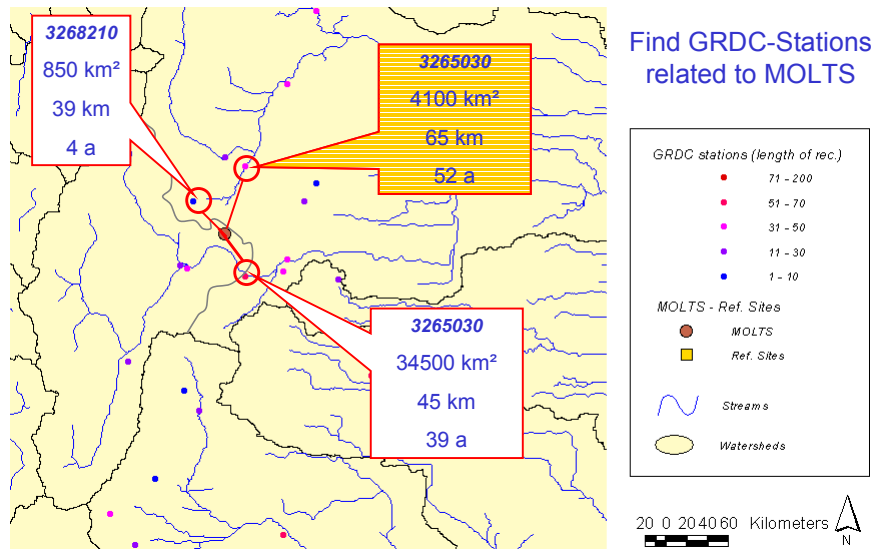 3268210
850 km²
39 km
4 a
3265030
4100 km²
65 km
52 a
3265030
34500 km²
45 km
39 a
Find GRDC-Stations
related to MOLTS
GRDC stations (length of rec.)
71 - 200
51 - 70
31 - 50
11 - 30
1 - 10
MOLTS - Ref. Sites
MOLTS
Ref. Sites
Streams
Watersheds
20 0 20 40 60 Kilometers
N